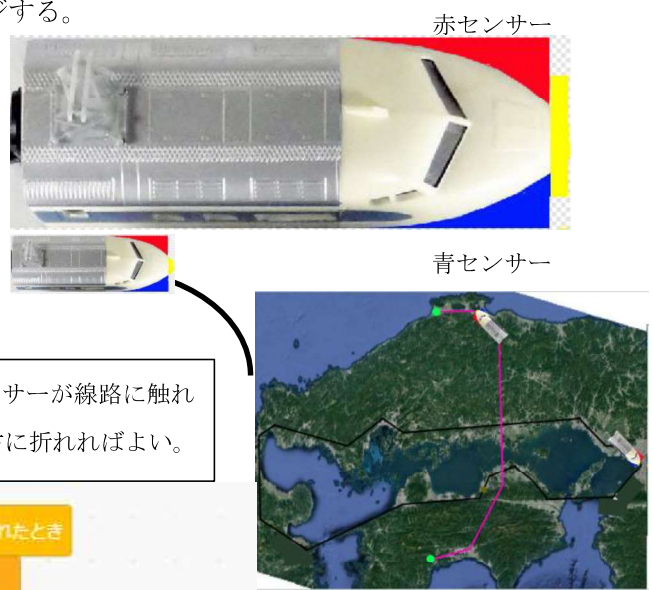 ジする。
赤センサー
青センサー
サーが線路に触れ
に折れればよい。
れたとき